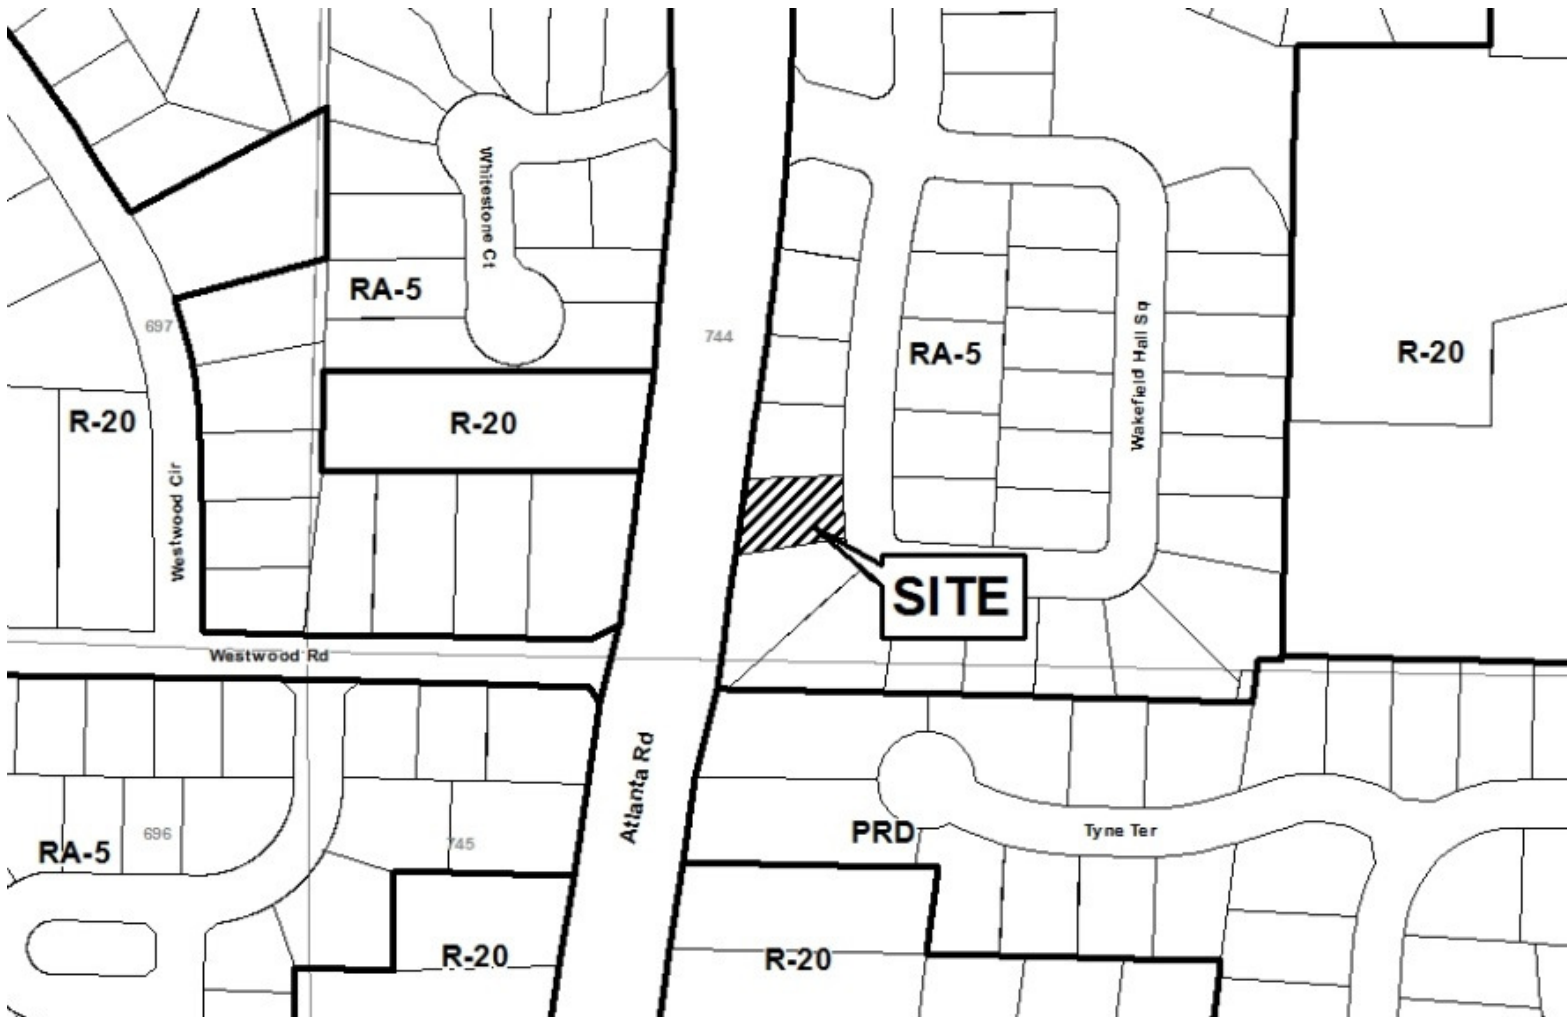 Whitestone Ct
RA-5
697
744
Wakefield Hall Sq
RA-5
R-20
R-20
R-20
Westwood Cir
SITE
Westwood Rd
Atlanta Rd
PRD
Tyne Ter
RA-5
696
745
R-20
R-20